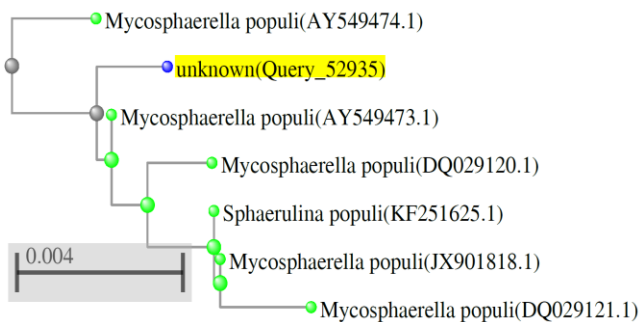 Mycosphaerella populi(AY549474.1)
unknown(Query_52935)
Mycosphaerella populi(AY549473.1)
Mycosphaerella populi(DQ029120.1)
Sphaerulina populi(KF251625.1)
0.004
Mycosphaerella populi(JX901818.1)
Mycosphaerella populi(DQ029121.1)